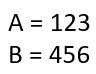 A = 123
B = 456